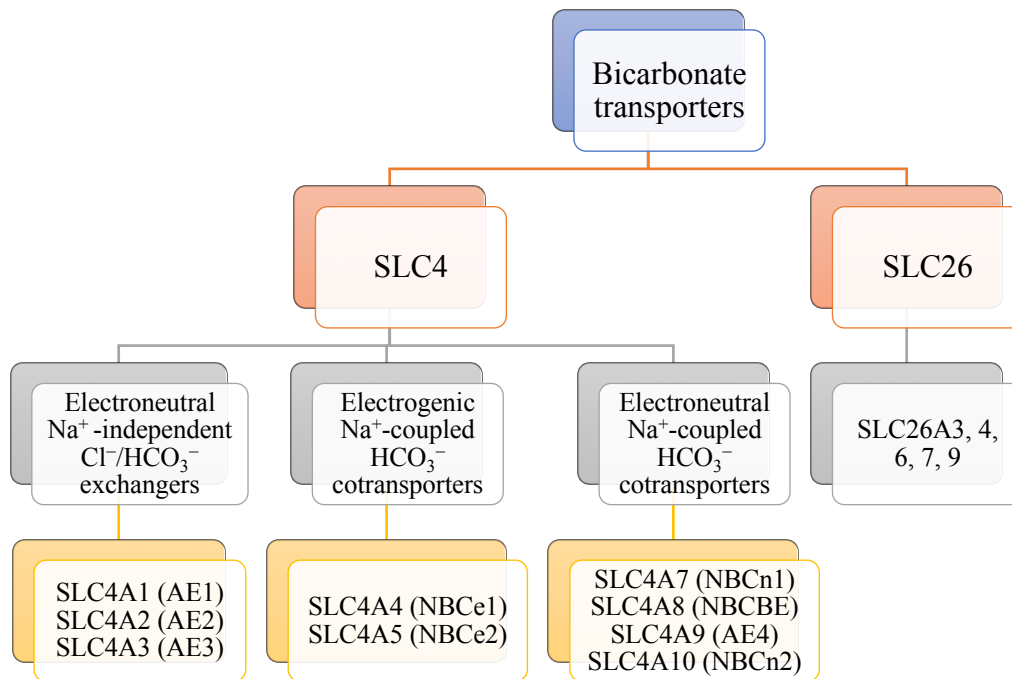 Bicarbonate
transporters
SLC4
SLC26
Electroneutral
Na⁺ -independent
Cl⁻/HCO₃⁻
exchangers
Electrogenic
Na⁺-coupled
HCO₃⁻
cotransporters
Electroneutral
Na⁺-coupled
HCO₃⁻
cotransporters
SLC26A3, 4,
6, 7, 9
SLC4A1 (AE1)
SLC4A2 (AE2)
SLC4A3 (AE3)
SLC4A4 (NBCe1)
SLC4A5 (NBCe2)
SLC4A7 (NBCn1)
SLC4A8 (NBCBE)
SLC4A9 (AE4)
SLC4A10 (NBCn2)